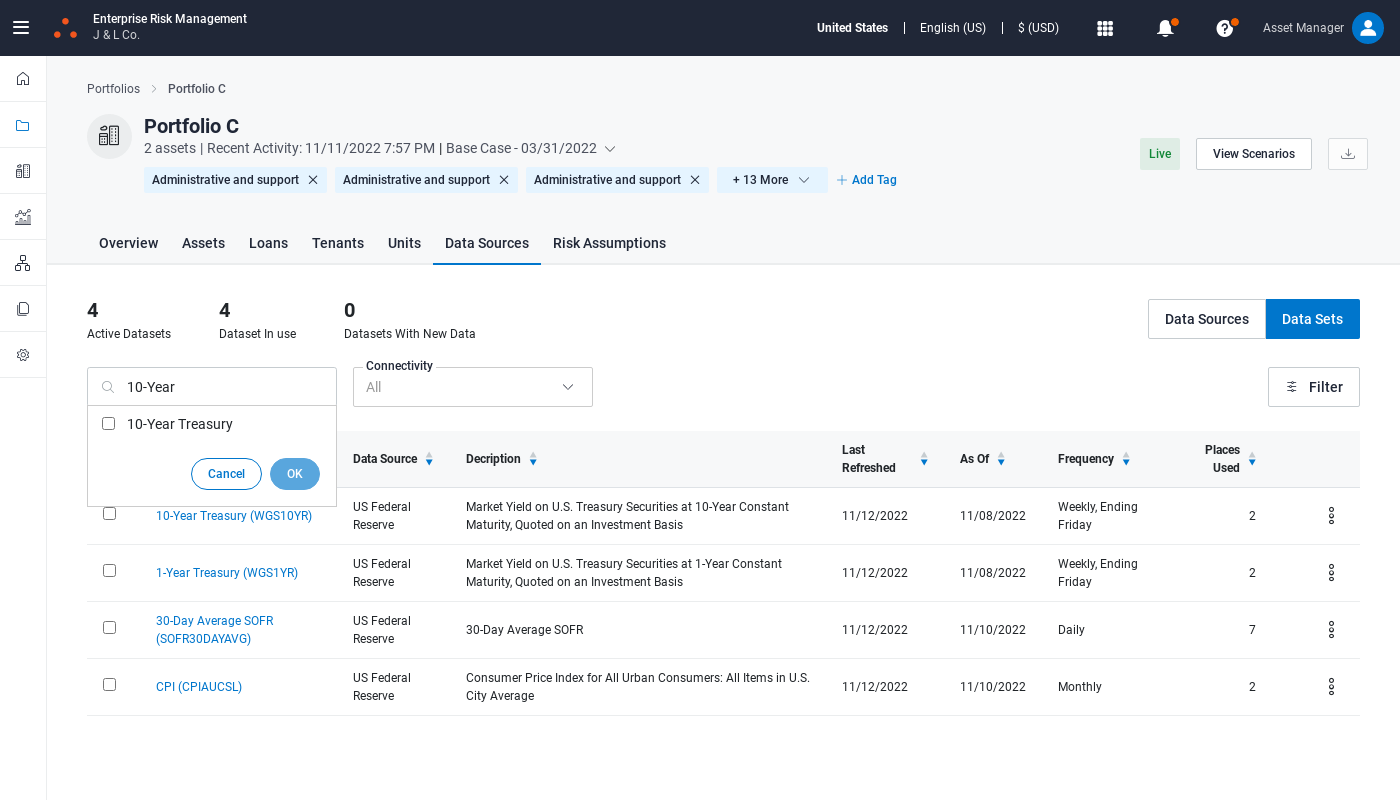 Enterprise Risk Management
J & L Co.
United States | English (US) | $ (USD)
Asset Manager
Portfolios > Portfolio C
Portfolio C
2 assets | Recent Activity: 11/11/2022 7:57 PM | Base Case - 03/31/2022
Live
View Scenarios
Administrative and support
Administrative and support
Administrative and support
+ 13 More
Add Tag
Overview Assets Loans Tenants Units Data Sources Risk Assumptions
4 4 0
Active Datasets Dataset In use Datasets With New Data
Data Sources Data Sets
10-Year
Connectivity
All
Filter
10-Year Treasury
Cancel OK
Data Source Decription Last Refreshed As Of Frequency Places Used
10-Year Treasury (WGS10YR)
US Federal
Reserve
Market Yield on U.S. Treasury Securities at 10-Year Constant
Maturity, Quoted on an Investment Basis
11/12/2022
11/08/2022
Weekly, Ending
Friday
2
1-Year Treasury (WGS1YR)
US Federal
Reserve
Market Yield on U.S. Treasury Securities at 1-Year Constant
Maturity, Quoted on an Investment Basis
11/12/2022
11/08/2022
Weekly, Ending
Friday
2
30-Day Average SOFR
(SOFR30DAYAVG)
US Federal
Reserve
30-Day Average SOFR
11/12/2022
11/10/2022
Daily
7
CPI (CPIAUCSL)
US Federal
Reserve
Consumer Price Index for All Urban Consumers: All Items in U.S.
City Average
11/12/2022
11/10/2022
Monthly
2